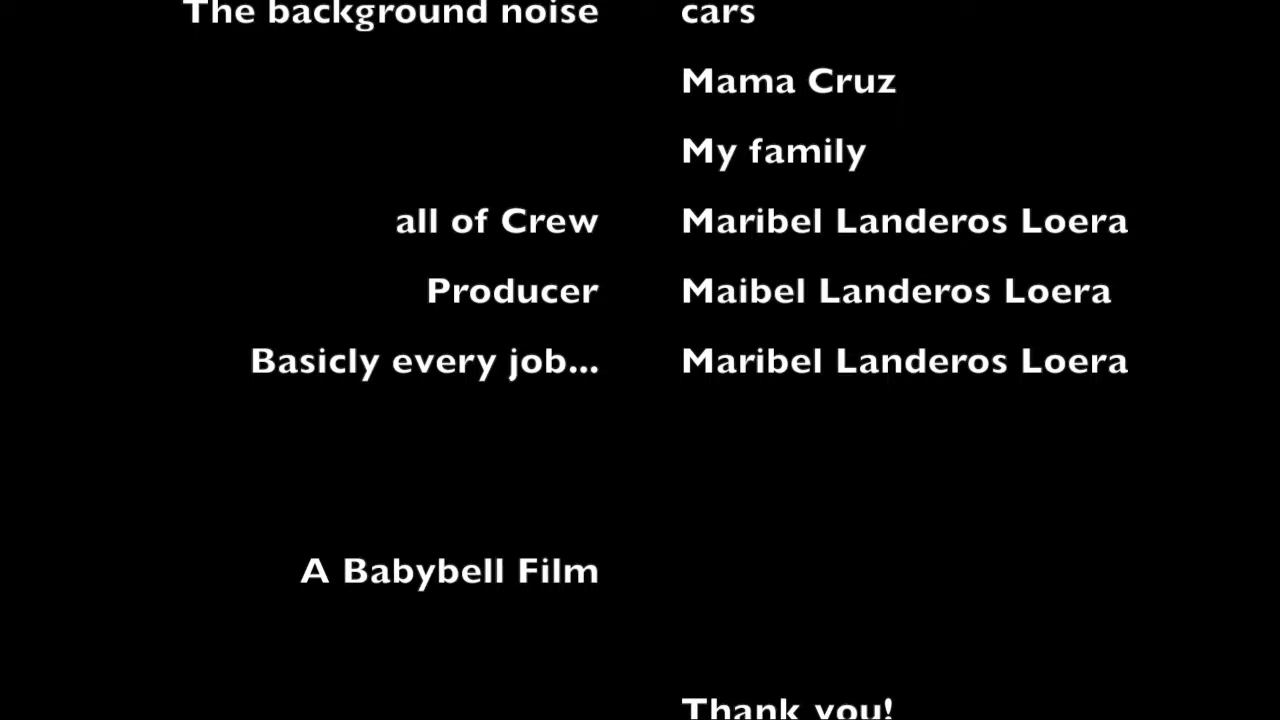 The background noise cars
Mama Cruz
My family
all of Crew Maribel Landeros Loera
Producer Maibel Landeros Loera
Basicly every job... Maribel Landeros Loera
A Babybell Film
Thank you!